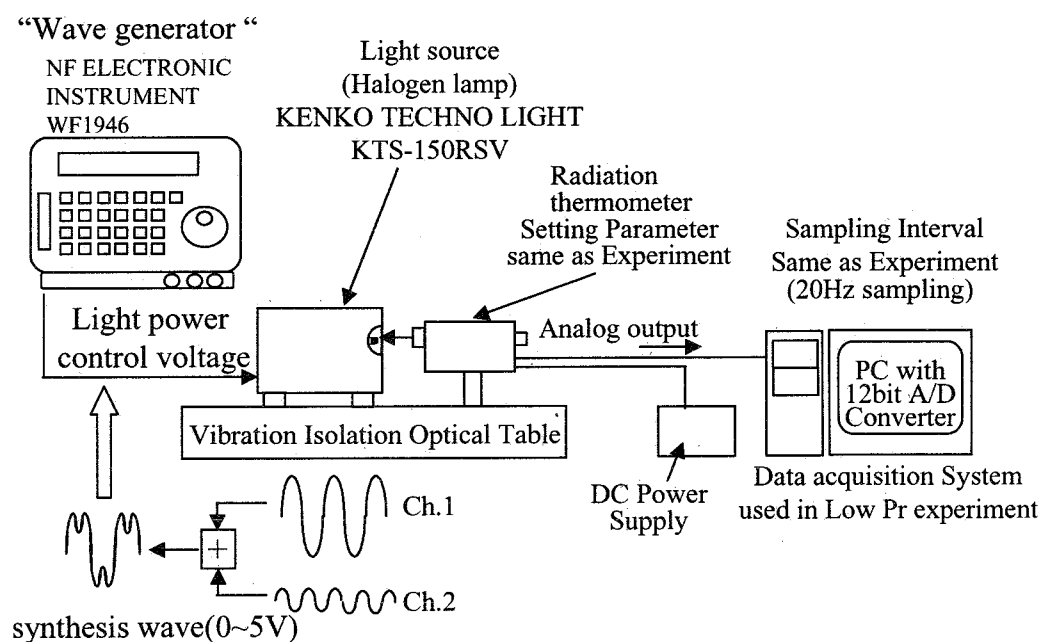 “Wave generator “
NF ELECTRONIC
INSTRUMENT
WF1946
Light source
(Halogen lamp)
KENKO TECHNO LIGHT
KTS-150RSV
Radiation
thermometer
Setting Parameter
same as Experiment
Sampling Interval
Same as Experiment
(20Hz sampling)
Light power
control voltage
Analog output
PC with
12bit A/D
Converter
Vibration Isolation Optical Table
DC Power
Supply
Data acquisition System
used in Low Pr experiment
Ch.1
+
Ch.2
synthesis wave(0~5V)